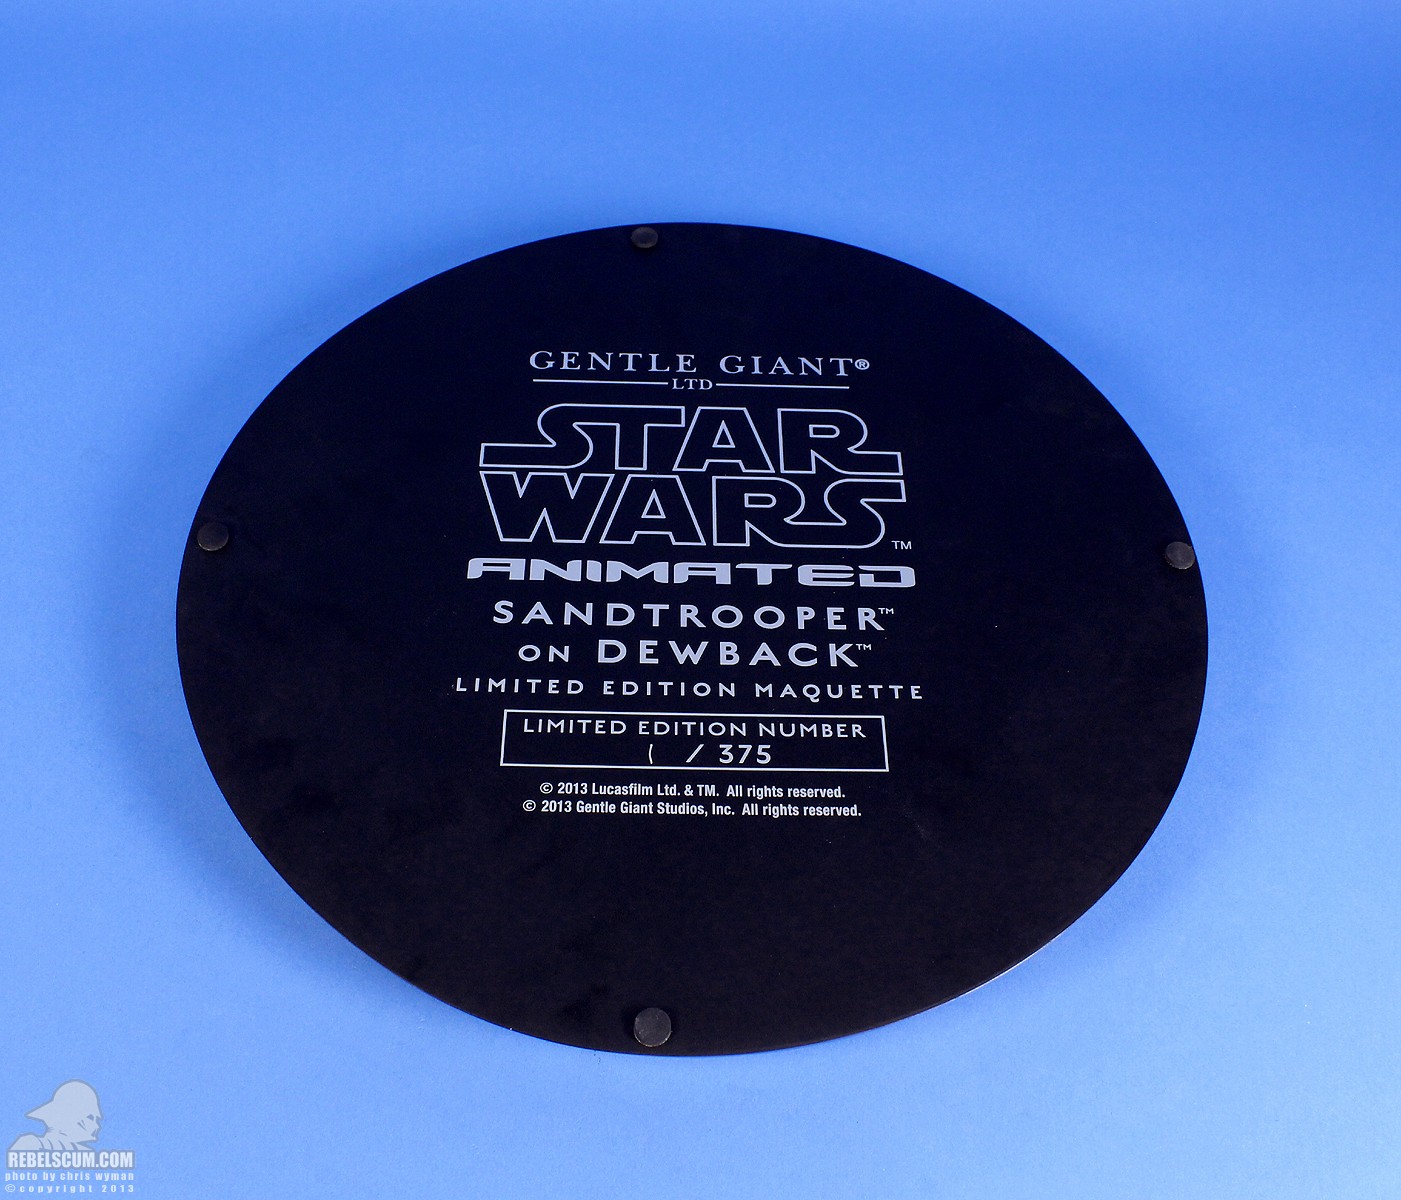 GENTLE GIANT®
LTD
STAR
WARS™
ANIMATED
SANDTROOPER™
ON DEWBACK™
LIMITED EDITION MAQUETTE
LIMITED EDITION NUMBER
1 / 375
© 2013 Lucasfilm Ltd. & TM. All rights reserved.
© 2013 Gentle Giant Studios, Inc. All rights reserved.
REBELSCUM.COM
photo by chris wyman
© copyright 2013